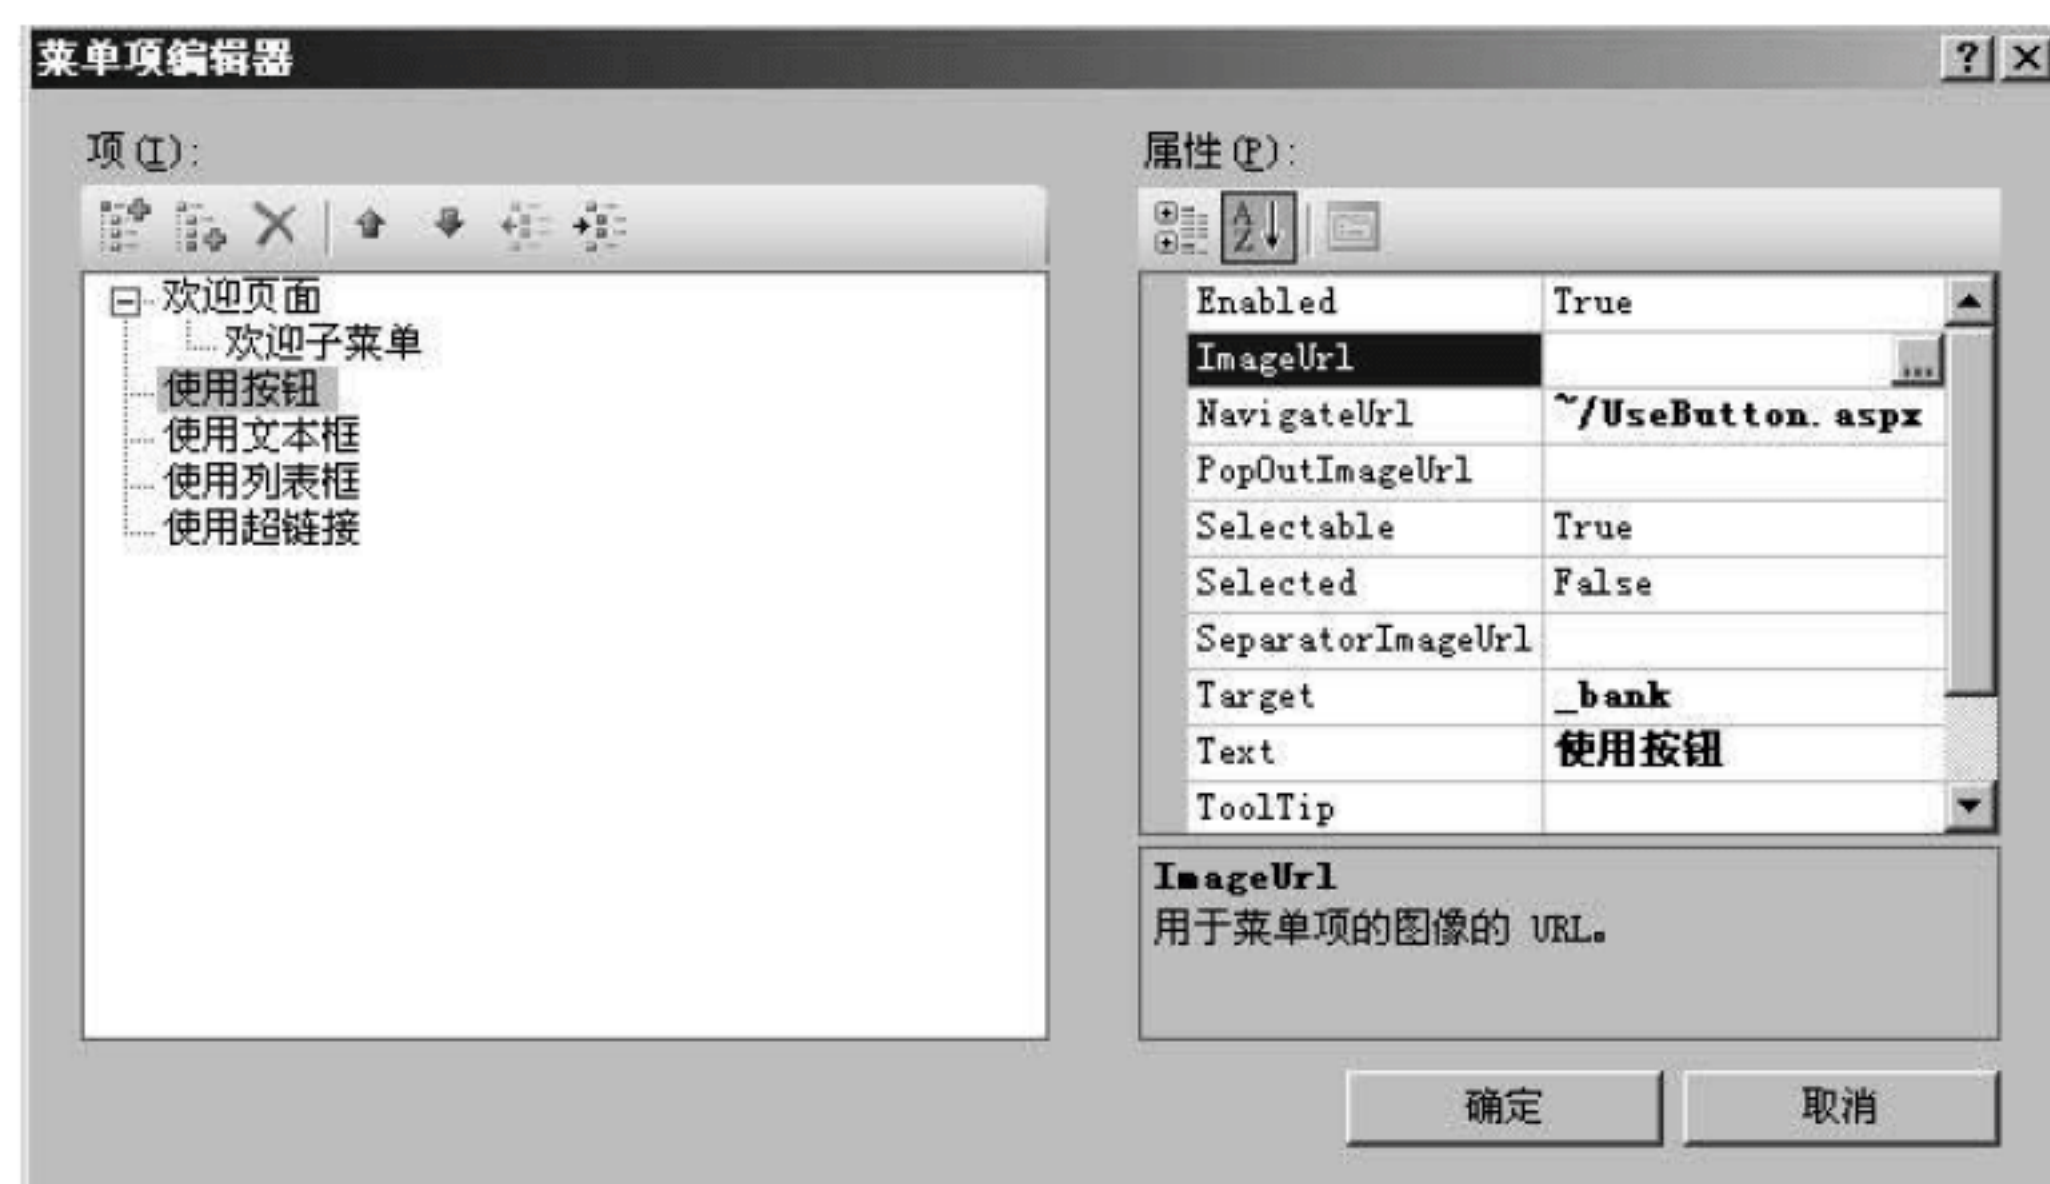 菜单项编辑器
项(I):
欢迎页面
欢迎子菜单
使用按钮
使用文本框
使用列表框
使用超链接
属性(P):
Enabled True
ImageUrl ...
NavigateUrl ~/UseButton.aspx
PopOutImageUrl
Selectable True
Selected False
SeparatorImageUrl
Target _bank
Text 使用按钮
ToolTip
ImageUrl
用于菜单项的图像的 URL。
确定 取消